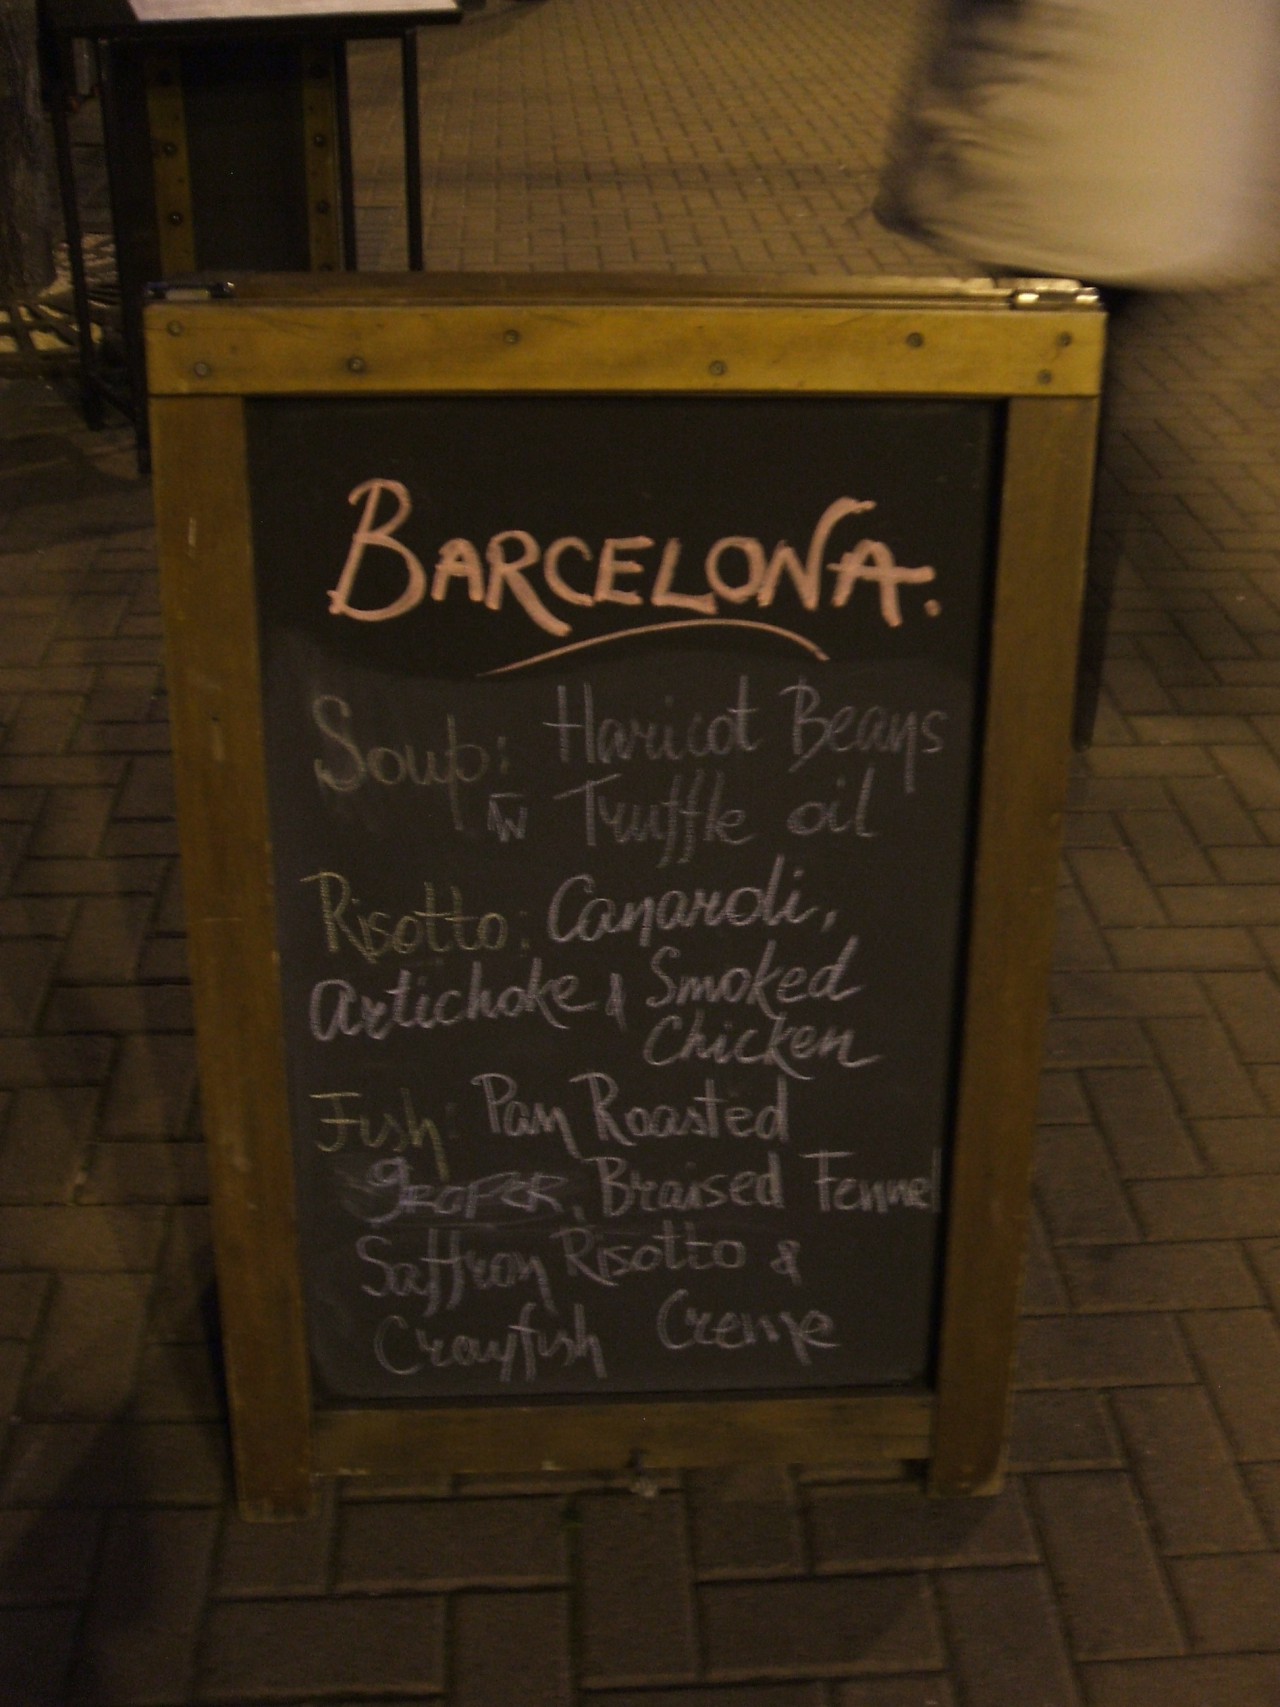 BARCELONA.
Soup: Haricot Beans
w Truffle oil
Risotto: Canaroli,
Artichoke & Smoked
Chicken
Fish: Pan Roasted
GROPER, Braised Fennel
Saffron Risotto &
Crayfish Creme